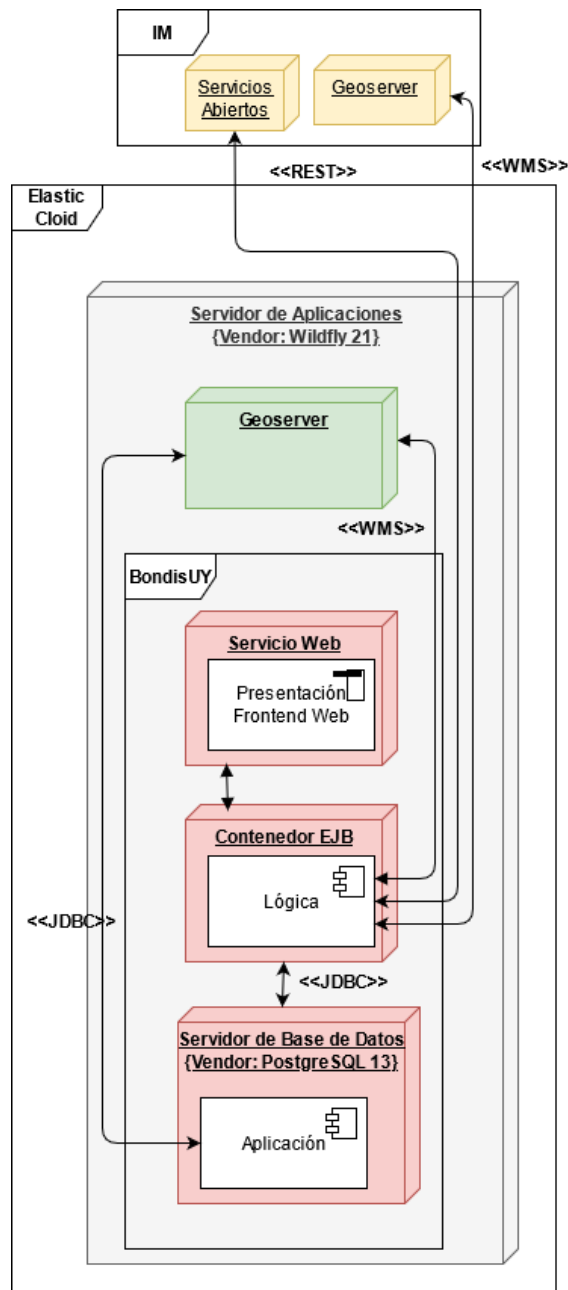 IM
Servicios
Abiertos
Geoserver
<<REST>>
<<WMS>>
Elastic
Cloid
Servidor de Aplicaciones
{Vendor: Wildfly 21}
Geoserver
<<WMS>>
BondisUY
Servicio Web
Presentación
Frontend Web
Contenedor EJB
Lógica
<<JDBC>>
<<JDBC>>
Servidor de Base de Datos
{Vendor: PostgreSQL 13}
Aplicación